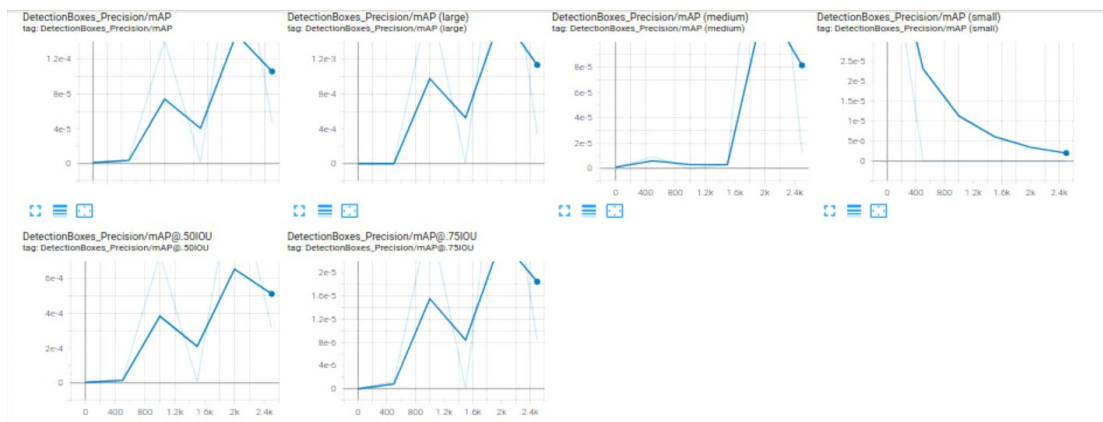 DetectionBoxes_Precision/mAP
tag: DetectionBoxes_Precision/mAP
1.2e-4
8e-5
4e-5
0
DetectionBoxes_Precision/mAP (large)
tag: DetectionBoxes_Precision/mAP (large)
1.2e-3
8e-4
4e-4
0
DetectionBoxes_Precision/mAP (medium)
tag: DetectionBoxes_Precision/mAP (medium)
8e-5
6e-5
4e-5
2e-5
0
0 400 800 1.2k 1.6k 2k 2.4k
DetectionBoxes_Precision/mAP (small)
tag: DetectionBoxes_Precision/mAP (small)
2.5e-5
2e-5
1.5e-5
1e-5
5e-6
0
0 400 800 1.2k 1.6k 2k 2.4k
DetectionBoxes_Precision/mAP@.50IOU
tag: DetectionBoxes_Precision/mAP@.50IOU
6e-4
4e-4
2e-4
0
0 400 800 1.2k 1.6k 2k 2.4k
DetectionBoxes_Precision/mAP@.75IOU
tag: DetectionBoxes_Precision/mAP@.75IOU
2e-5
1.6e-5
1.2e-5
8e-6
4e-6
0
0 400 800 1.2k 1.6k 2k 2.4k